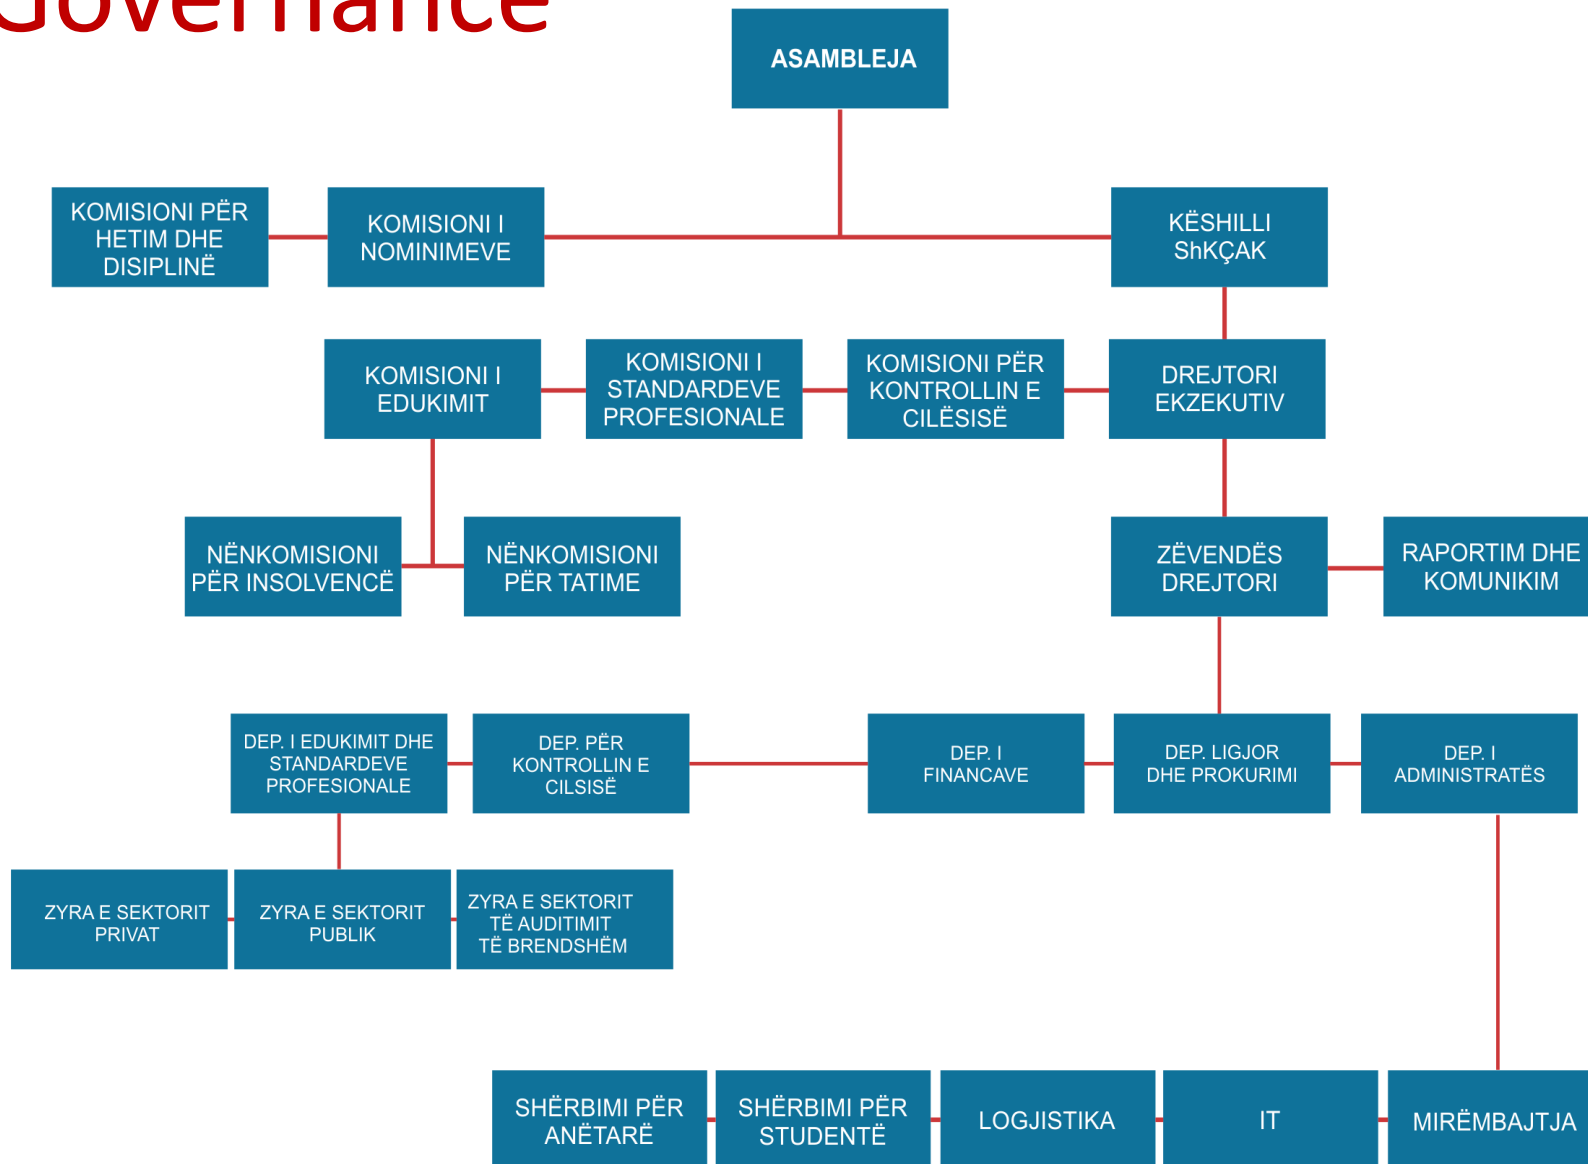 Governance
ASAMBLEJA
KOMISIONI PËR
HETIM DHE
DISIPLINË
KOMISIONI I
NOMINIMEVE
KËSHILLI
ShKÇAK
KOMISIONI I
EDUKIMIT
KOMISIONI I
STANDARDEVE
PROFESIONALE
KOMISIONI PËR
KONTROLLIN E
CILËSISË
DREJTORI
EKZEKUTIV
NËNKOMISIONI
PËR INSOLVENCË
NËNKOMISIONI
PËR TATIME
ZËVENDËS
DREJTORI
RAPORTIM DHE
KOMUNIKIM
DEP. I EDUKIMIT DHE
STANDARDEVE
PROFESIONALE
DEP. PËR
KONTROLLIN E
CILSISË
DEP. I
FINANCAVE
DEP. LIGJOR
DHE PROKURIMI
DEP. I
ADMINISTRATËS
ZYRA E SEKTORIT
PRIVAT
ZYRA E SEKTORIT
PUBLIK
ZYRA E SEKTORIT
TË AUDITIMIT
TË BRENDSHËM
SHËRBIMI PËR
ANËTARË
SHËRBIMI PËR
STUDENTË
LOGJISTIKA
IT
MIRËMBAJTJA